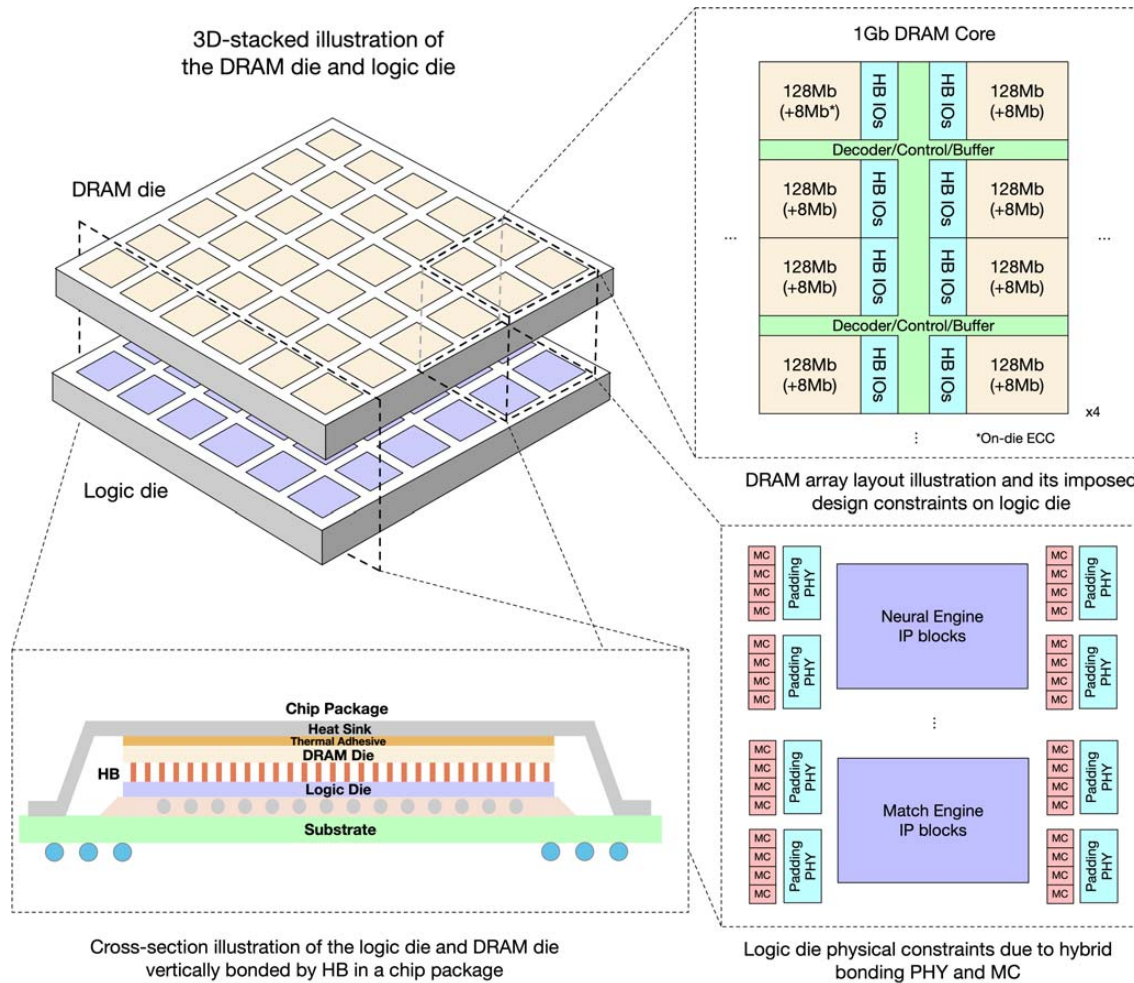 3D-stacked illustration of
the DRAM die and logic die
DRAM die
Logic die
1Gb DRAM Core
128Mb
(+8Mb*)
HB IOs
HB IOs
128Mb
(+8Mb)
Decoder/Control/Buffer
128Mb
(+8Mb)
HB IOs
HB IOs
128Mb
(+8Mb)
...
...
128Mb
(+8Mb)
HB IOs
HB IOs
128Mb
(+8Mb)
Decoder/Control/Buffer
128Mb
(+8Mb)
HB IOs
HB IOs
128Mb
(+8Mb)
x4
⋮
*On-die ECC
DRAM array layout illustration and its imposed
design constraints on logic die
MC
MC
MC
MC
Padding
PHY
MC
MC
MC
MC
Padding
PHY
Neural Engine
IP blocks
MC
MC
MC
MC
Padding
PHY
MC
MC
MC
MC
Padding
PHY
⋮
MC
MC
MC
MC
Padding
PHY
MC
MC
MC
MC
Padding
PHY
Match Engine
IP blocks
MC
MC
MC
MC
Padding
PHY
MC
MC
MC
MC
Padding
PHY
Logic die physical constraints due to hybrid
bonding PHY and MC
Chip Package
Heat Sink
Thermal Adhesive
DRAM Die
HB
Logic Die
Substrate
Cross-section illustration of the logic die and DRAM die
vertically bonded by HB in a chip package